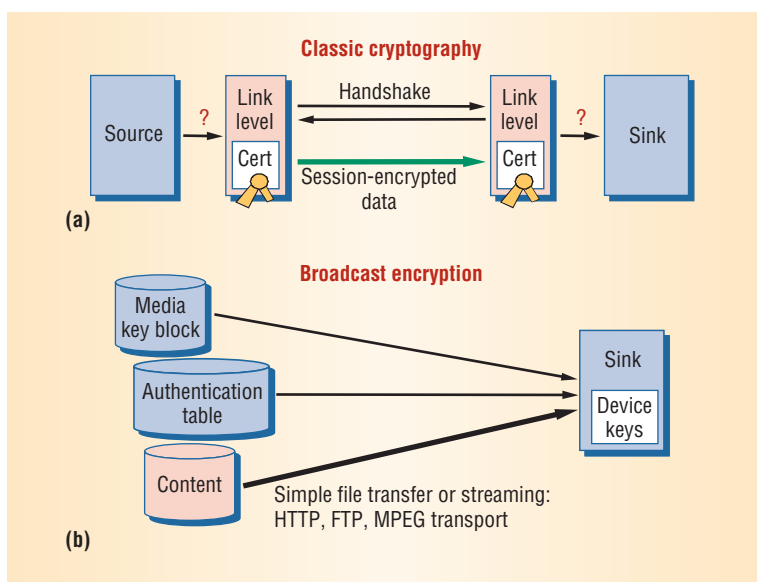 Classic cryptography
Source
?
Link
level
Cert
Handshake
Session-encrypted
data
Link
level
Cert
?
Sink
(a)
Broadcast encryption
Media
key block
Authentication
table
Content
Simple file transfer or streaming:
HTTP, FTP, MPEG transport
Sink
Device
keys
(b)